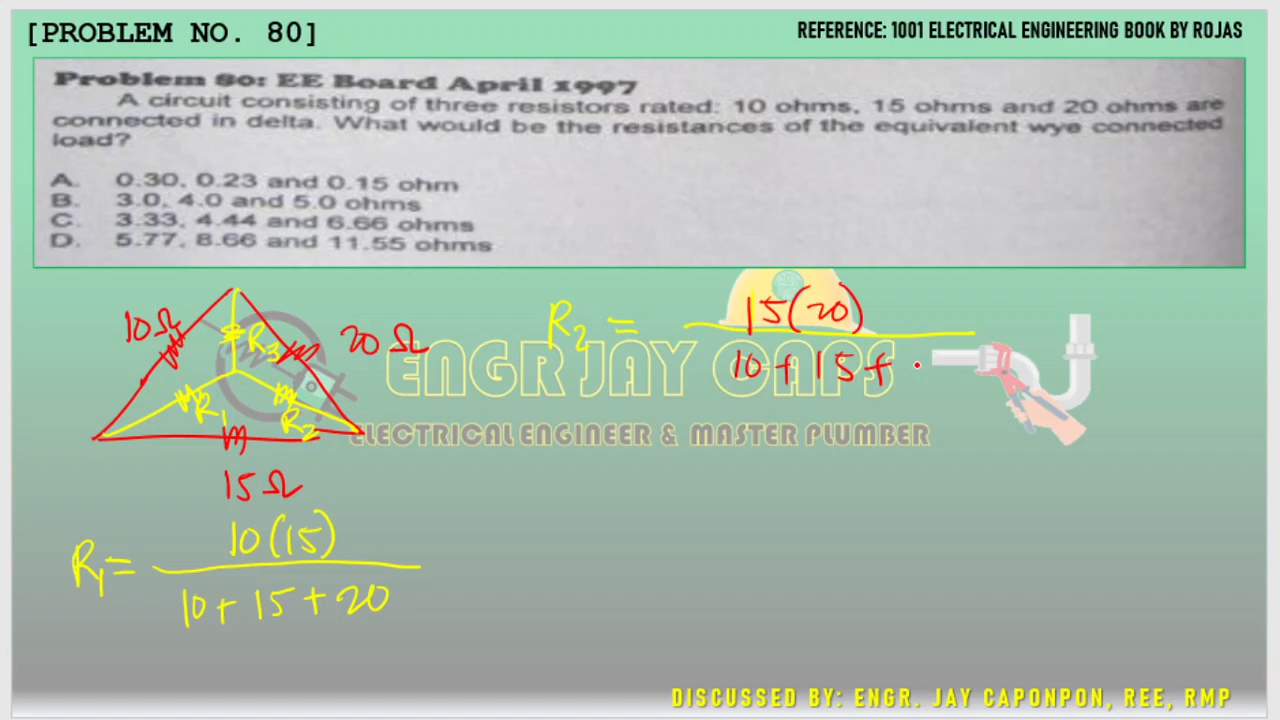 [PROBLEM NO. 80]
REFERENCE: 1001 ELECTRICAL ENGINEERING BOOK BY ROJAS
Problem 80: EE Board April 1997
A circuit consisting of three resistors rated: 10 ohms, 15 ohms and 20 ohms are
connected in delta. What would be the resistances of the equivalent wye connected
load?
A. 0.30, 0.23 and 0.15 ohm
B. 3.0, 4.0 and 5.0 ohms
C. 3.33, 4.44 and 6.66 ohms
D. 5.77, 8.66 and 11.55 ohms
10 Ω
R3
20 Ω
R1
R2
15 Ω
R2 = 15(20)
10 + 15 +
ENGR JAY CAPS
ELECTRICAL ENGINEER & MASTER PLUMBER
R1 = 10(15)
10 + 15 + 20
DISCUSSED BY: ENGR. JAY CAPONPON, REE, RMP